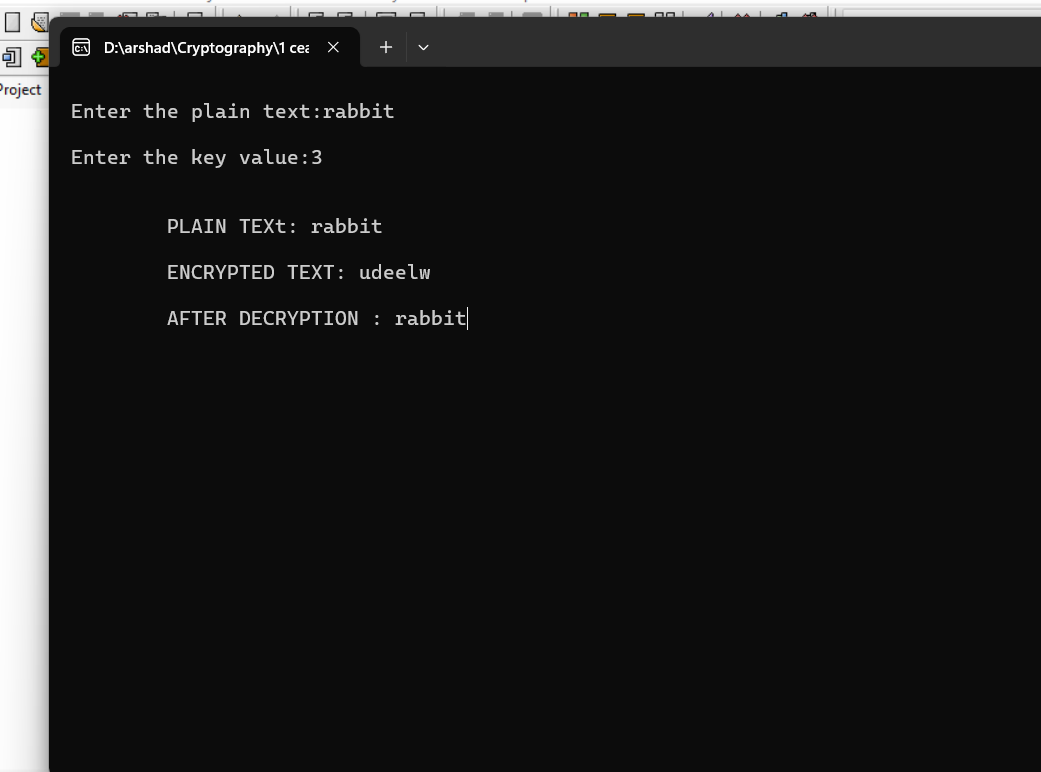 D:\arshad\Cryptography\1 cea
Project
Enter the plain text:rabbit
Enter the key value:3
PLAIN TEXt: rabbit
ENCRYPTED TEXT: udeelw
AFTER DECRYPTION : rabbit